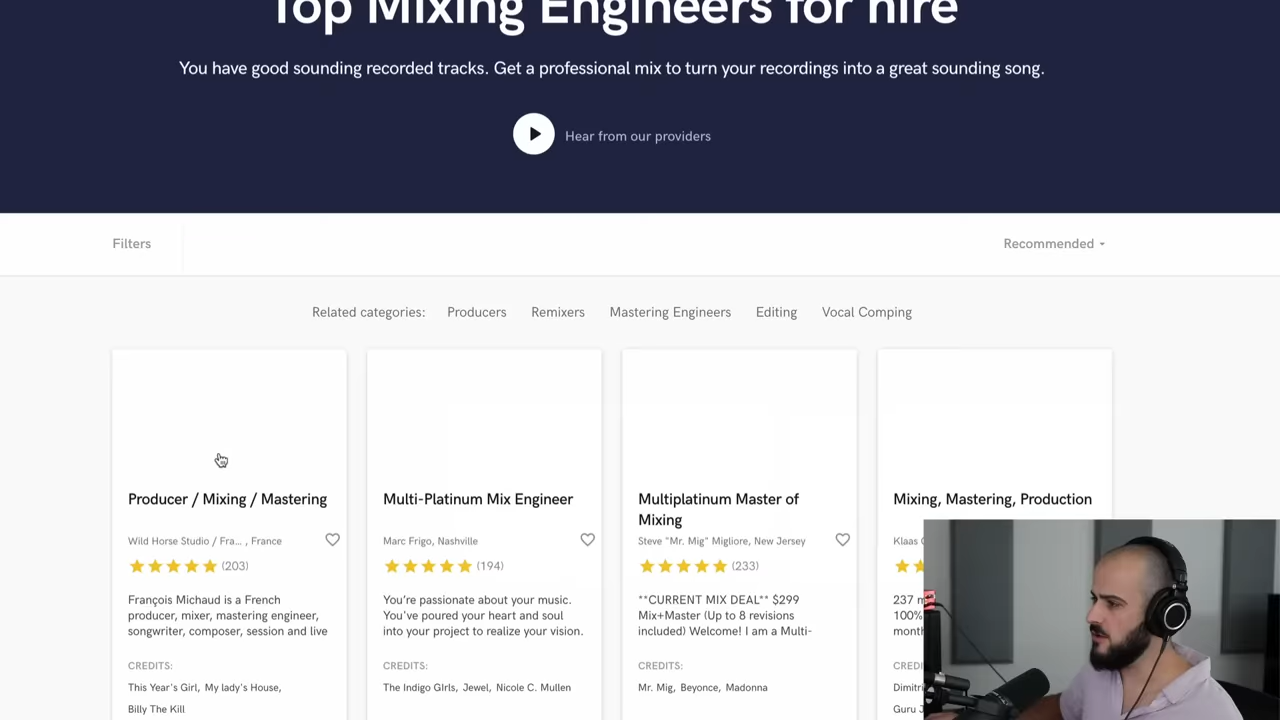 Top Mixing Engineers for hire
You have good sounding recorded tracks. Get a professional mix to turn your recordings into a great sounding song.
Hear from our providers
Filters
Recommended
Related categories: Producers Remixers Mastering Engineers Editing Vocal Comping
Producer / Mixing / Mastering
Wild Horse Studio / Fra... , France
(203)
François Michaud is a French
producer, mixer, mastering engineer,
songwriter, composer, session and live
CREDITS:
This Year's Girl, My lady's House,
Billy The Kill
Multi-Platinum Mix Engineer
Marc Frigo, Nashville
(194)
You're passionate about your music.
You've poured your heart and soul
into your project to realize your vision.
CREDITS:
The Indigo GIrls, Jewel, Nicole C. Mullen
Multiplatinum Master of
Mixing
Steve "Mr. Mig" Migliore, New Jersey
(233)
**CURRENT MIX DEAL** $299
Mix+Master (Up to 8 revisions
included) Welcome! I am a Multi-
CREDITS:
Mr. Mig, Beyonce, Madonna
Mixing, Mastering, Production
Klaas
237
100%
Guru